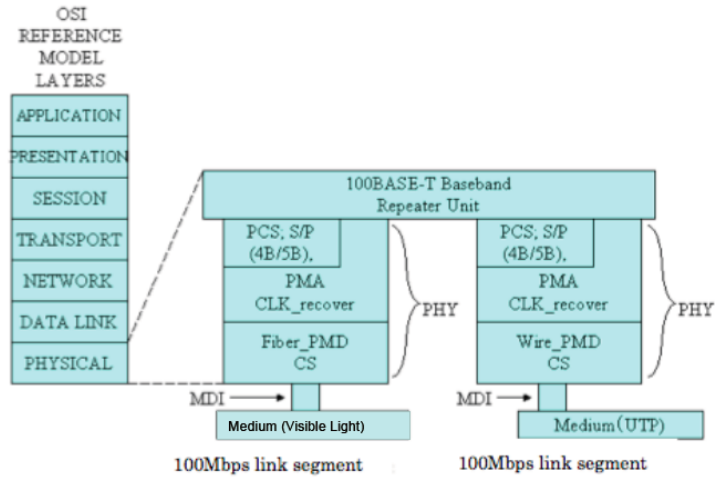 OSI
REFERENCE
MODEL
LAYERS
APPLICATION
PRESENTATION
SESSION
TRANSPORT
NETWORK
DATA LINK
PHYSICAL
100BASE-T Baseband
Repeater Unit
PCS; S/P
(4B/5B),
PMA
CLK_recover
Fiber_PMD
CS
PHY
MDI
Medium (Visible Light)
100Mbps link segment
PCS; S/P
(4B/5B),
PMA
CLK_recover
Wire_PMD
CS
PHY
MDI
Medium(UTP)
100Mbps link segment